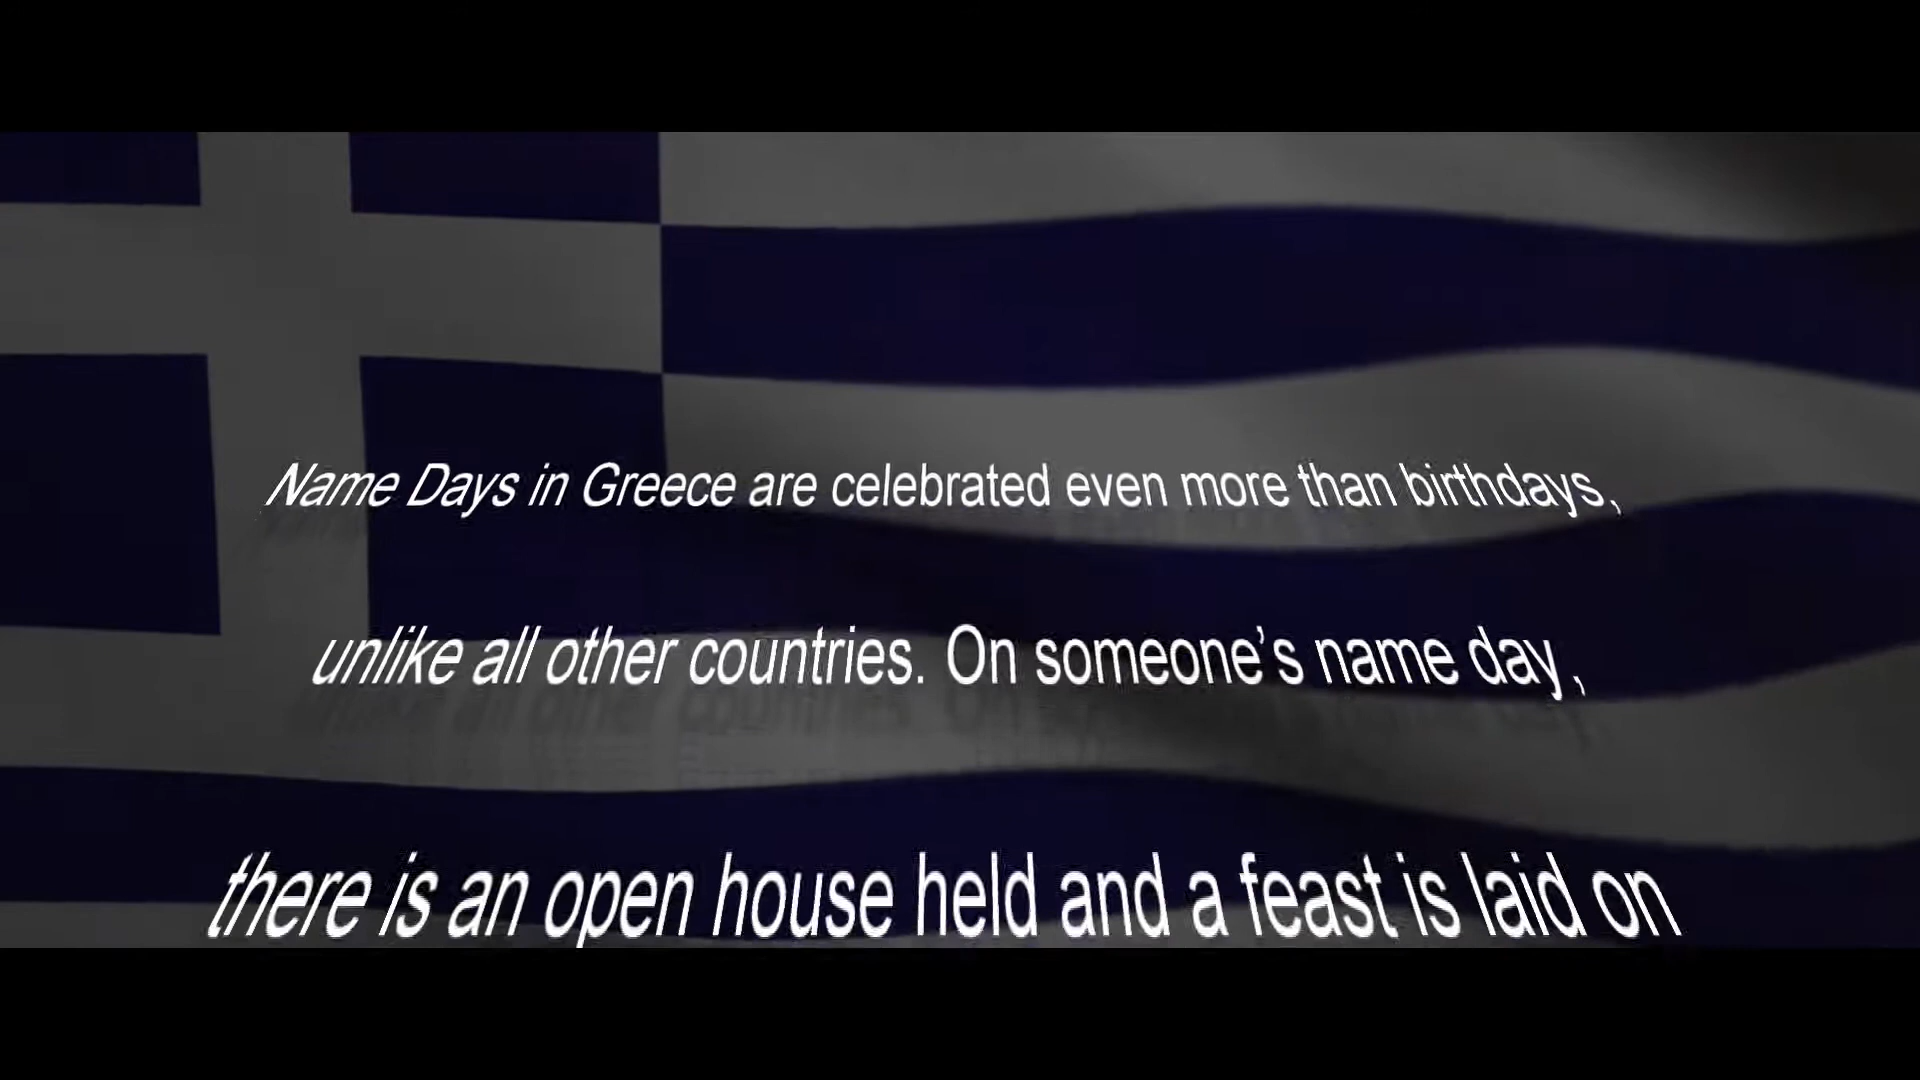 Name Days in Greece are celebrated even more than birthdays,
unlike all other countries. On someone’s name day,
there is an open house held and a feast is laid on